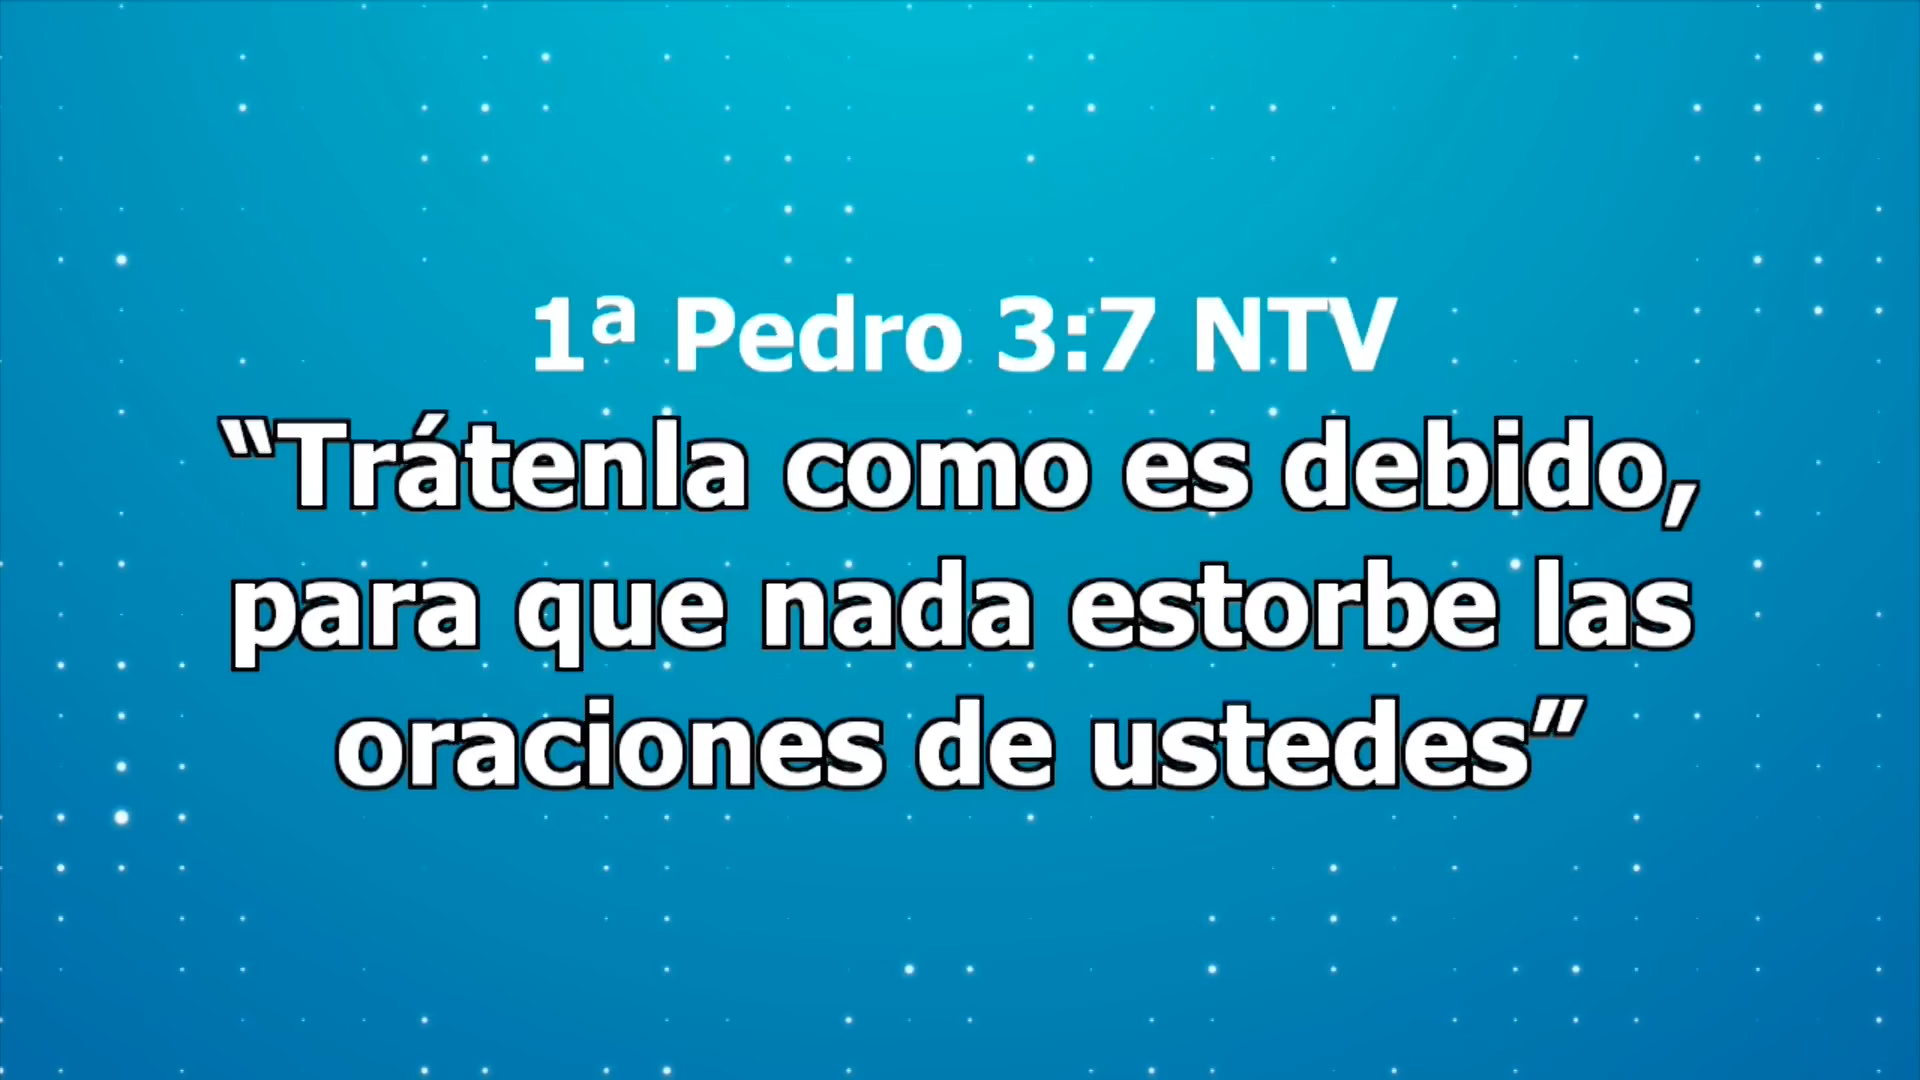 1ª Pedro 3:7 NTV
“Trátenla como es debido,
para que nada estorbe las
oraciones de ustedes”